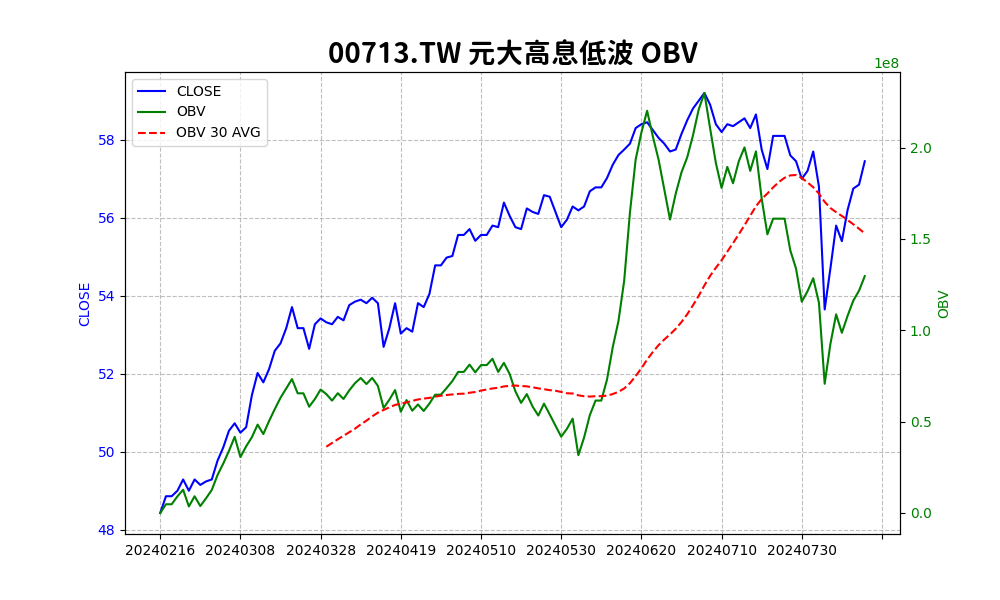 00713.TW 元大高息低波 OBV
1e8
CLOSE
OBV
OBV 30 AVG
58
56
54
52
50
48
CLOSE
2.0
1.5
1.0
0.5
0.0
OBV
20240216 20240308 20240328 20240419 20240510 20240530 20240620 20240710 20240730